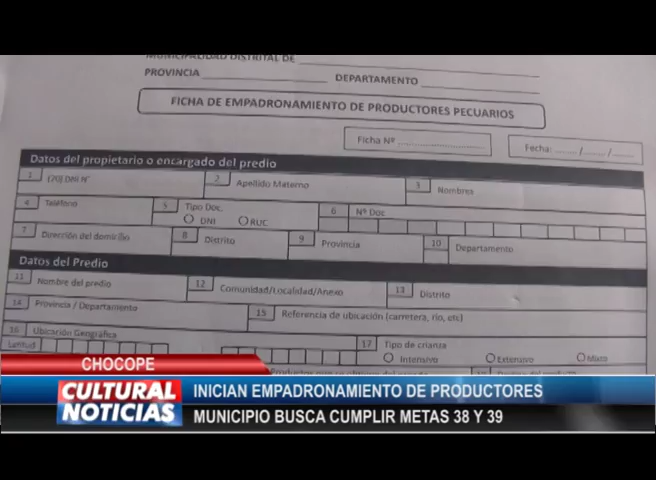 MUNICIPALIDAD DISTRITAL DE
PROVINCIA
DEPARTAMENTO
FICHA DE EMPADRONAMIENTO DE PRODUCTORES PECUARIOS
Ficha Nº
Fecha: / /
Datos del propietario o encargado del predio
1
2 Apellido Materno
3 Nombres
4 Teléfono
5 Tipo Doc.
DNI RUC
6 Nº Doc
7 Dirección del domicilio
8 Distrito
9 Provincia
10 Departamento
Datos del Predio
11 Nombre del predio
12 Comunidad/Localidad/Anexo
13 Distrito
14 Provincia / Departamento
15 Referencia de ubicación (carretera, rio, etc)
16 Ubicación Geográfica
Latitud
17 Tipo de crianza
Intensivo Extensivo Mixto
CHOCOPE
CULTURAL NOTICIAS
INICIAN EMPADRONAMIENTO DE PRODUCTORES
MUNICIPIO BUSCA CUMPLIR METAS 38 Y 39